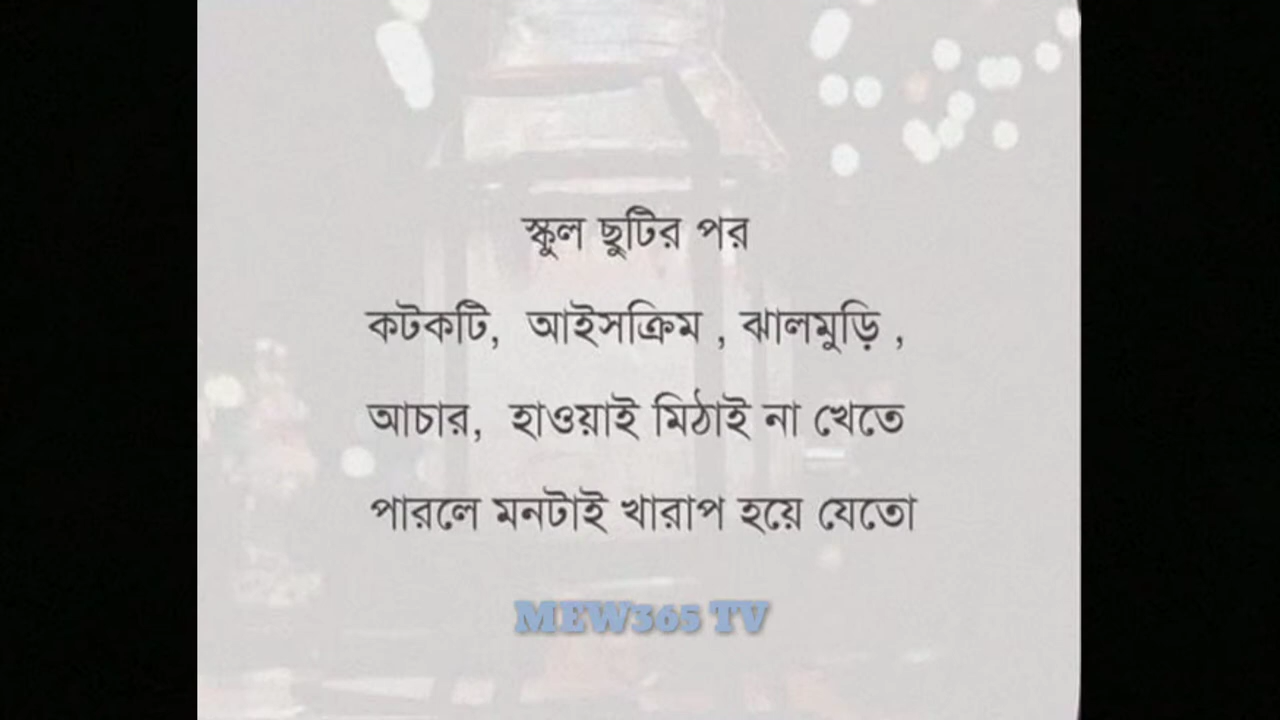 স্কুল ছুটির পর
কটকটি, আইসক্রিম , ঝালমুড়ি ,
আচার, হাওয়াই মিঠাই না খেতে
পারলে মনটাই খারাপ হয়ে যেতো
MEW365 TV